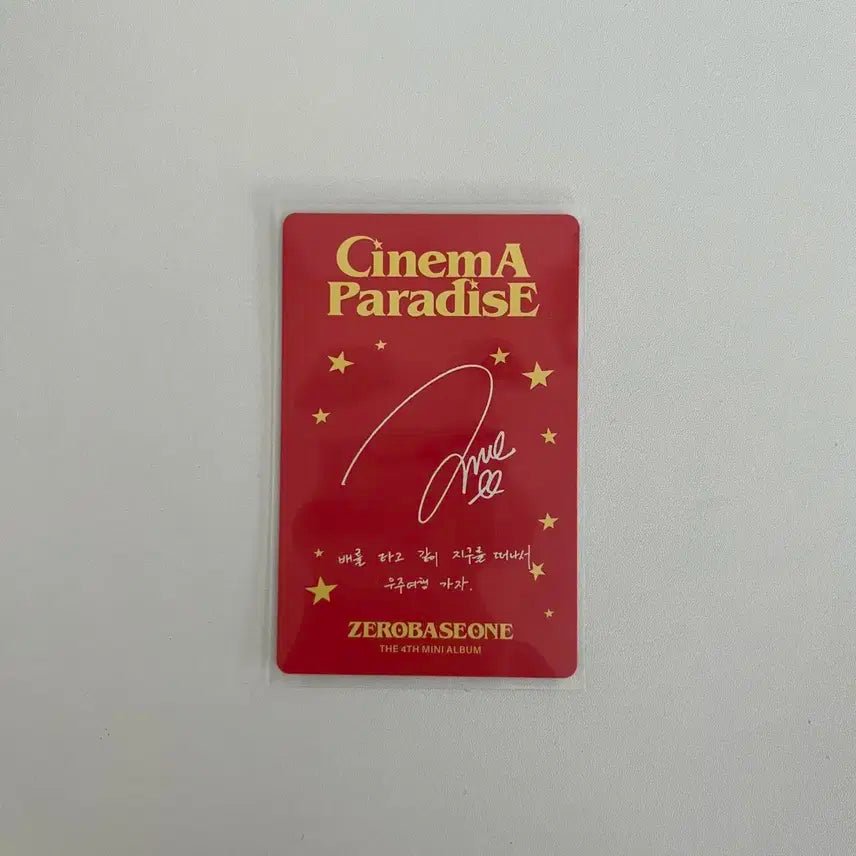 CinemA
ParadisE
배를 타고 같이 지구를 떠나서
우주여행 가자.
ZEROBASEONE
THE 4TH MINI ALBUM